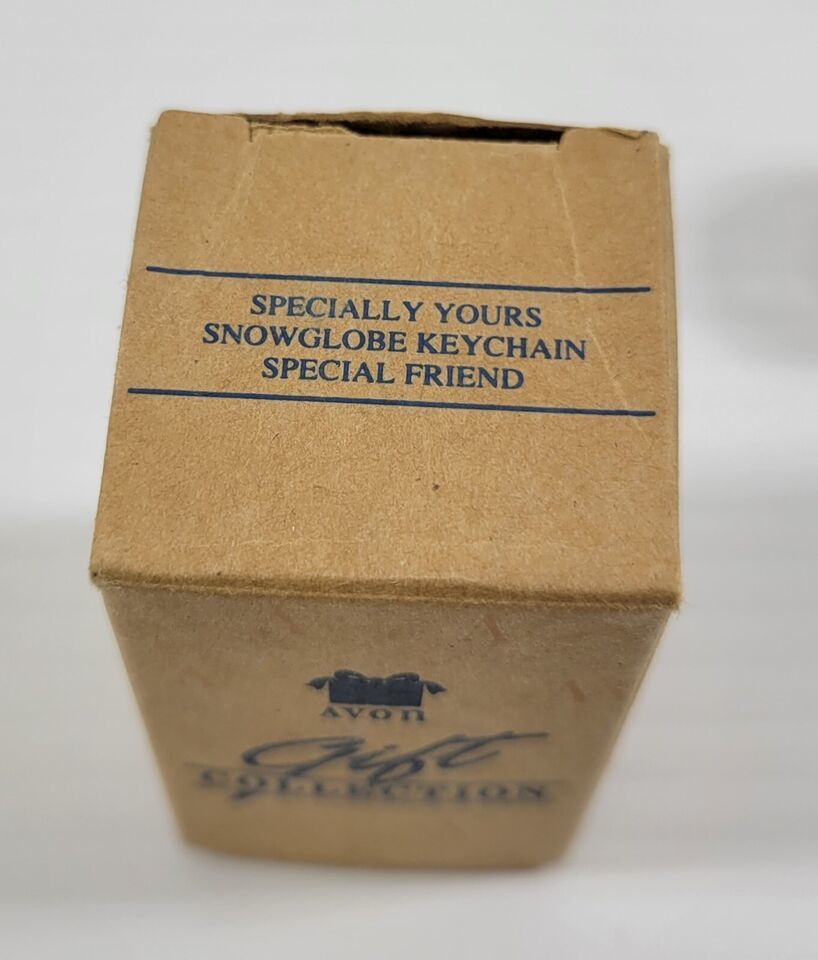 SPECIALLY YOURS
SNOWGLOBE KEYCHAIN
SPECIAL FRIEND
AVON
Gift
COLLECTION